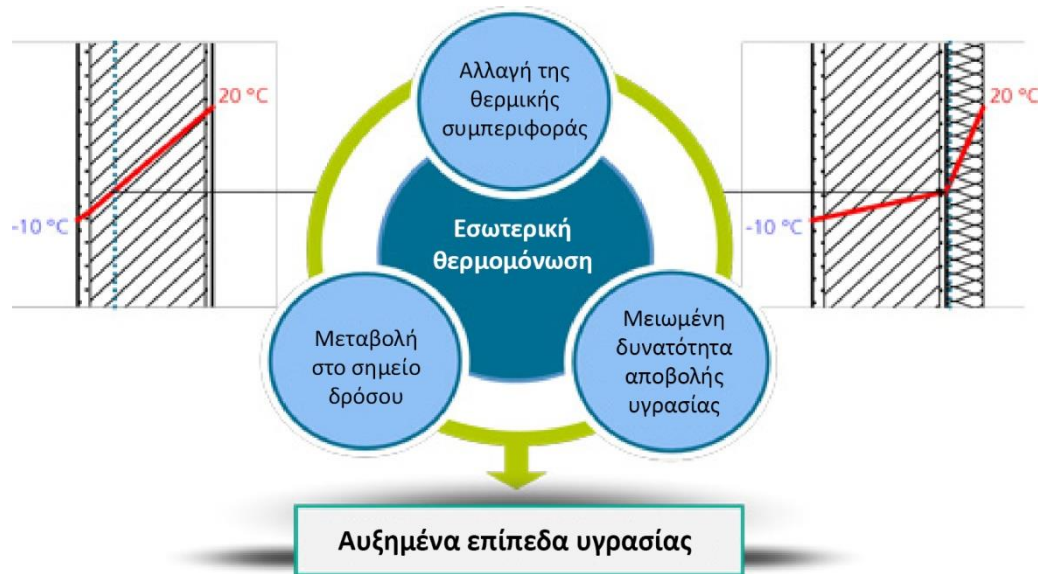 20 °C
-10 °C
Αλλαγή της
θερμικής
συμπεριφοράς
Εσωτερική
θερμομόνωση
Μεταβολή
στο σημείο
δρόσου
Μειωμένη
δυνατότητα
αποβολής
υγρασίας
20 °C
-10 °C
Αυξημένα επίπεδα υγρασίας